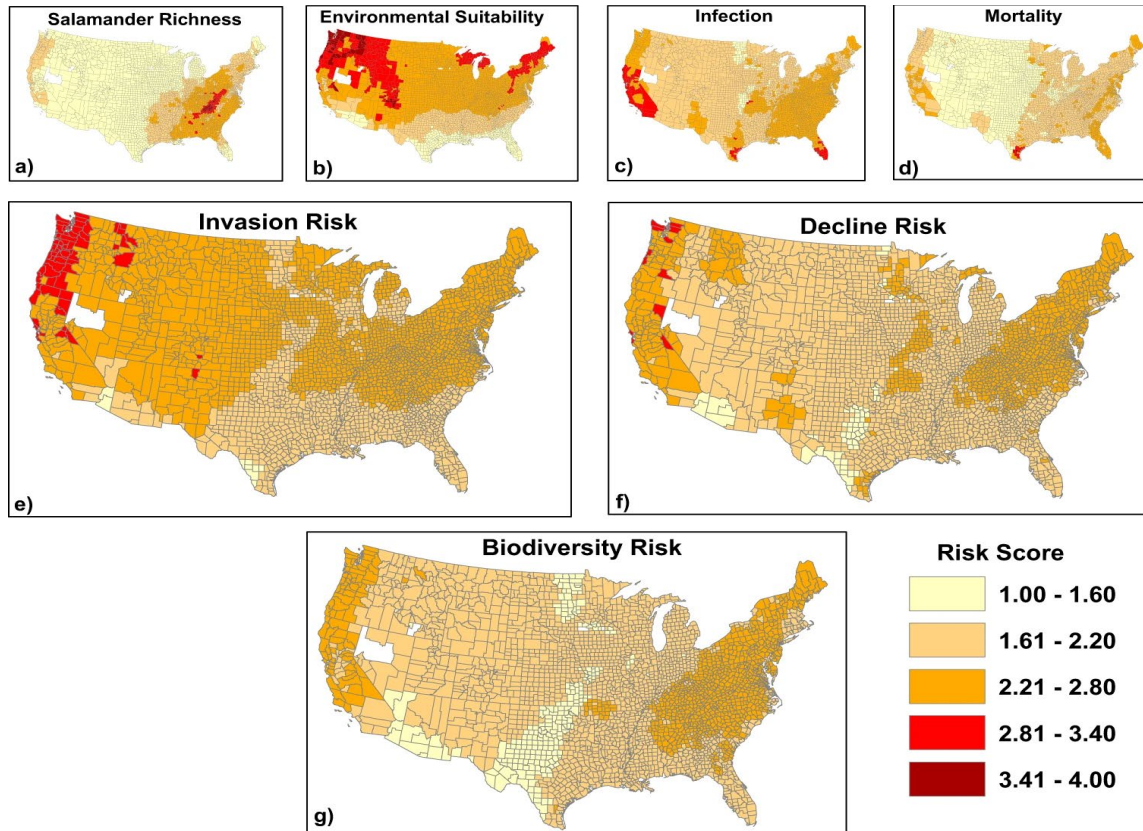 Salamander Richness
a)
Environmental Suitability
b)
Infection
c)
Mortality
d)
Invasion Risk
e)
Decline Risk
f)
Biodiversity Risk
g)
Risk Score
1.00 - 1.60
1.61 - 2.20
2.21 - 2.80
2.81 - 3.40
3.41 - 4.00